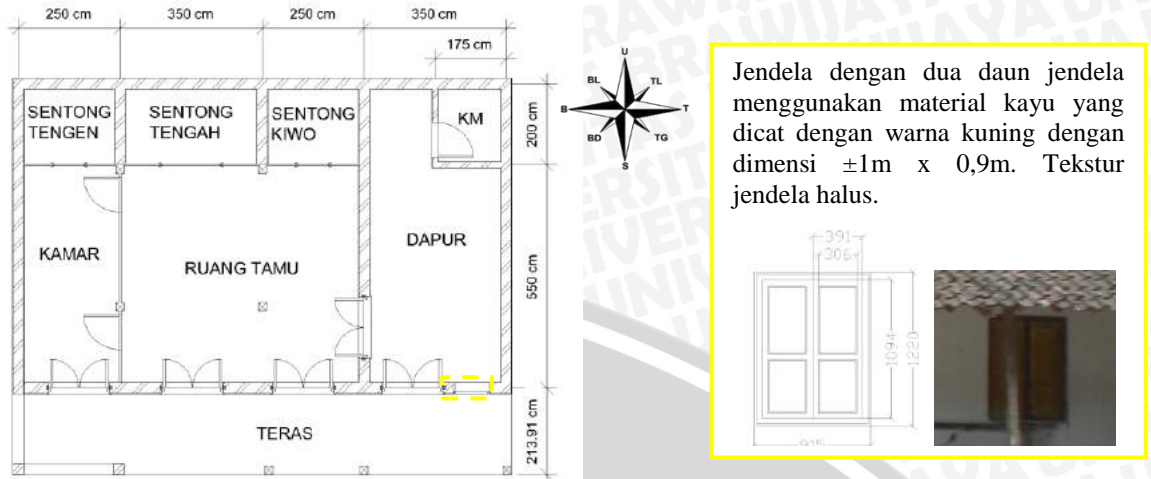 250 cm 350 cm 250 cm 350 cm
175 cm
SENTONG
TENGEN
SENTONG
TENGAH
SENTONG
KIWO
KM
200 cm
KAMAR
RUANG TAMU
DAPUR
550 cm
TERAS
213.91 cm
U
BL TL
B T
BD TG
S
Jendela dengan dua daun jendela
menggunakan material kayu yang
dicat dengan warna kuning dengan
dimensi ±1m x 0,9m. Tekstur
jendela halus.
391
306
1094
1220